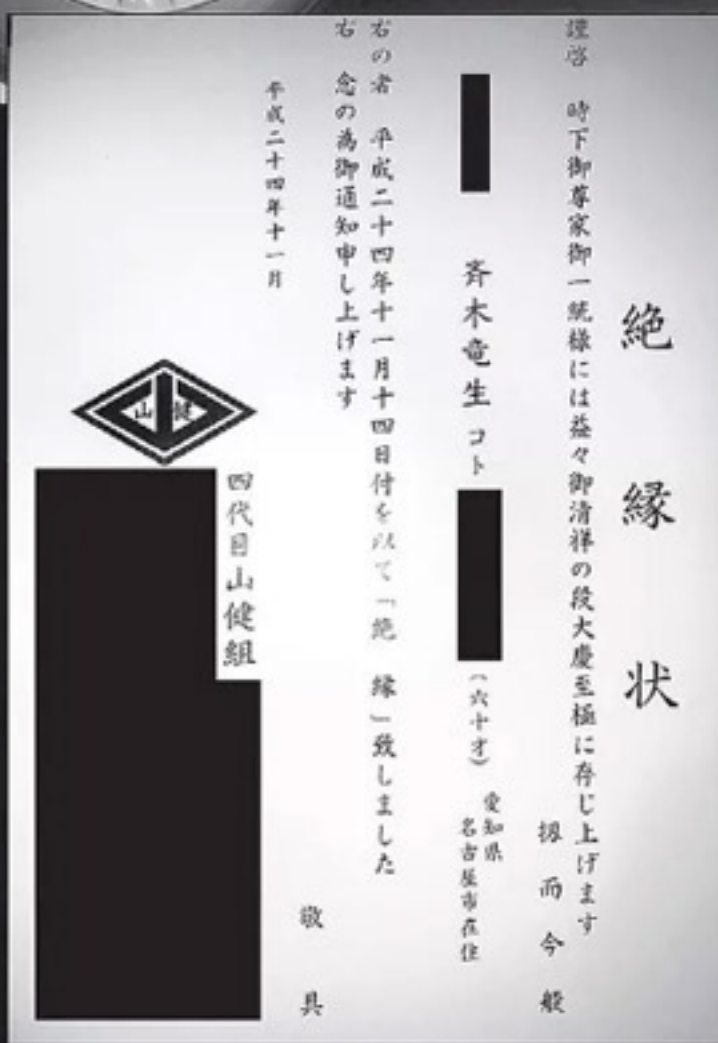 絶縁状
謹啓 時下御尊家御一統様には益々御清祥の段大慶至極に存じ上げます
扨而今般
斉木竜生コト
(六十才)
愛知県
名古屋市在住
右の者 平成二十四年十一月十四日付を以て「絶 縁」致しました
右 念の為御通知申し上げます
敬具
平成二十四年十一月
山健
四代目山健組